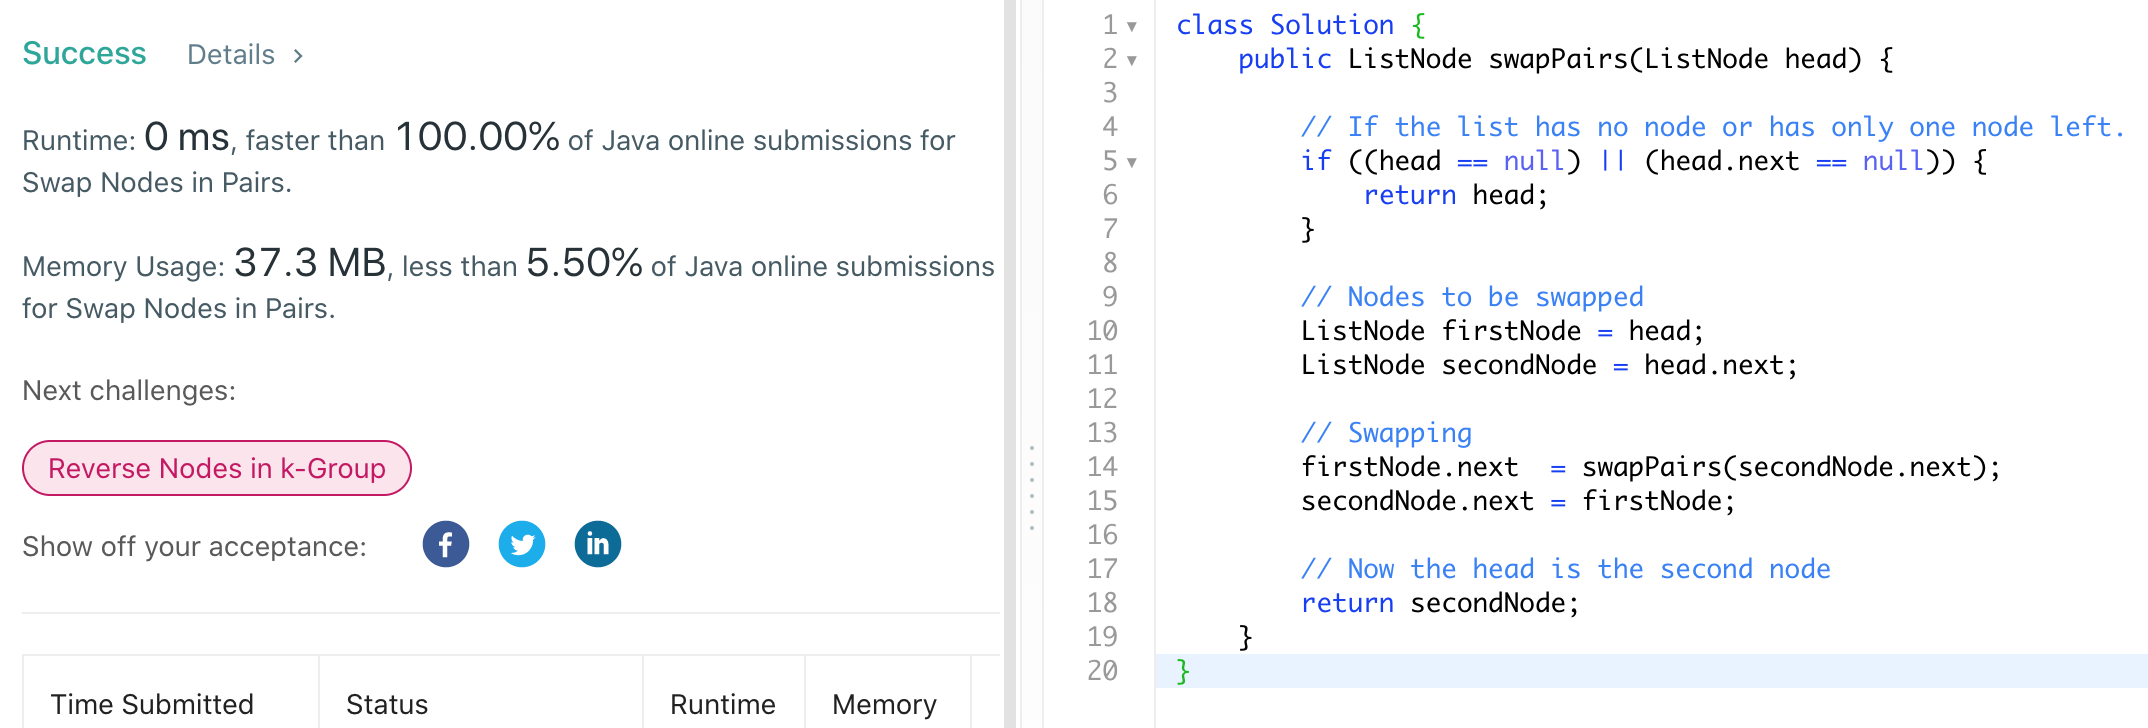 Success Details >
Runtime: 0 ms, faster than 100.00% of Java online submissions for
Swap Nodes in Pairs.
Memory Usage: 37.3 MB, less than 5.50% of Java online submissions
for Swap Nodes in Pairs.
Next challenges:
Reverse Nodes in k-Group
Show off your acceptance:
Time Submitted Status Runtime Memory
1 class Solution {
2     public ListNode swapPairs(ListNode head) {
3
4         // If the list has no node or has only one node left.
5         if ((head == null) || (head.next == null)) {
6             return head;
7         }
8
9         // Nodes to be swapped
10         ListNode firstNode = head;
11         ListNode secondNode = head.next;
12
13         // Swapping
14         firstNode.next  = swapPairs(secondNode.next);
15         secondNode.next = firstNode;
16
17         // Now the head is the second node
18         return secondNode;
19     }
20 }